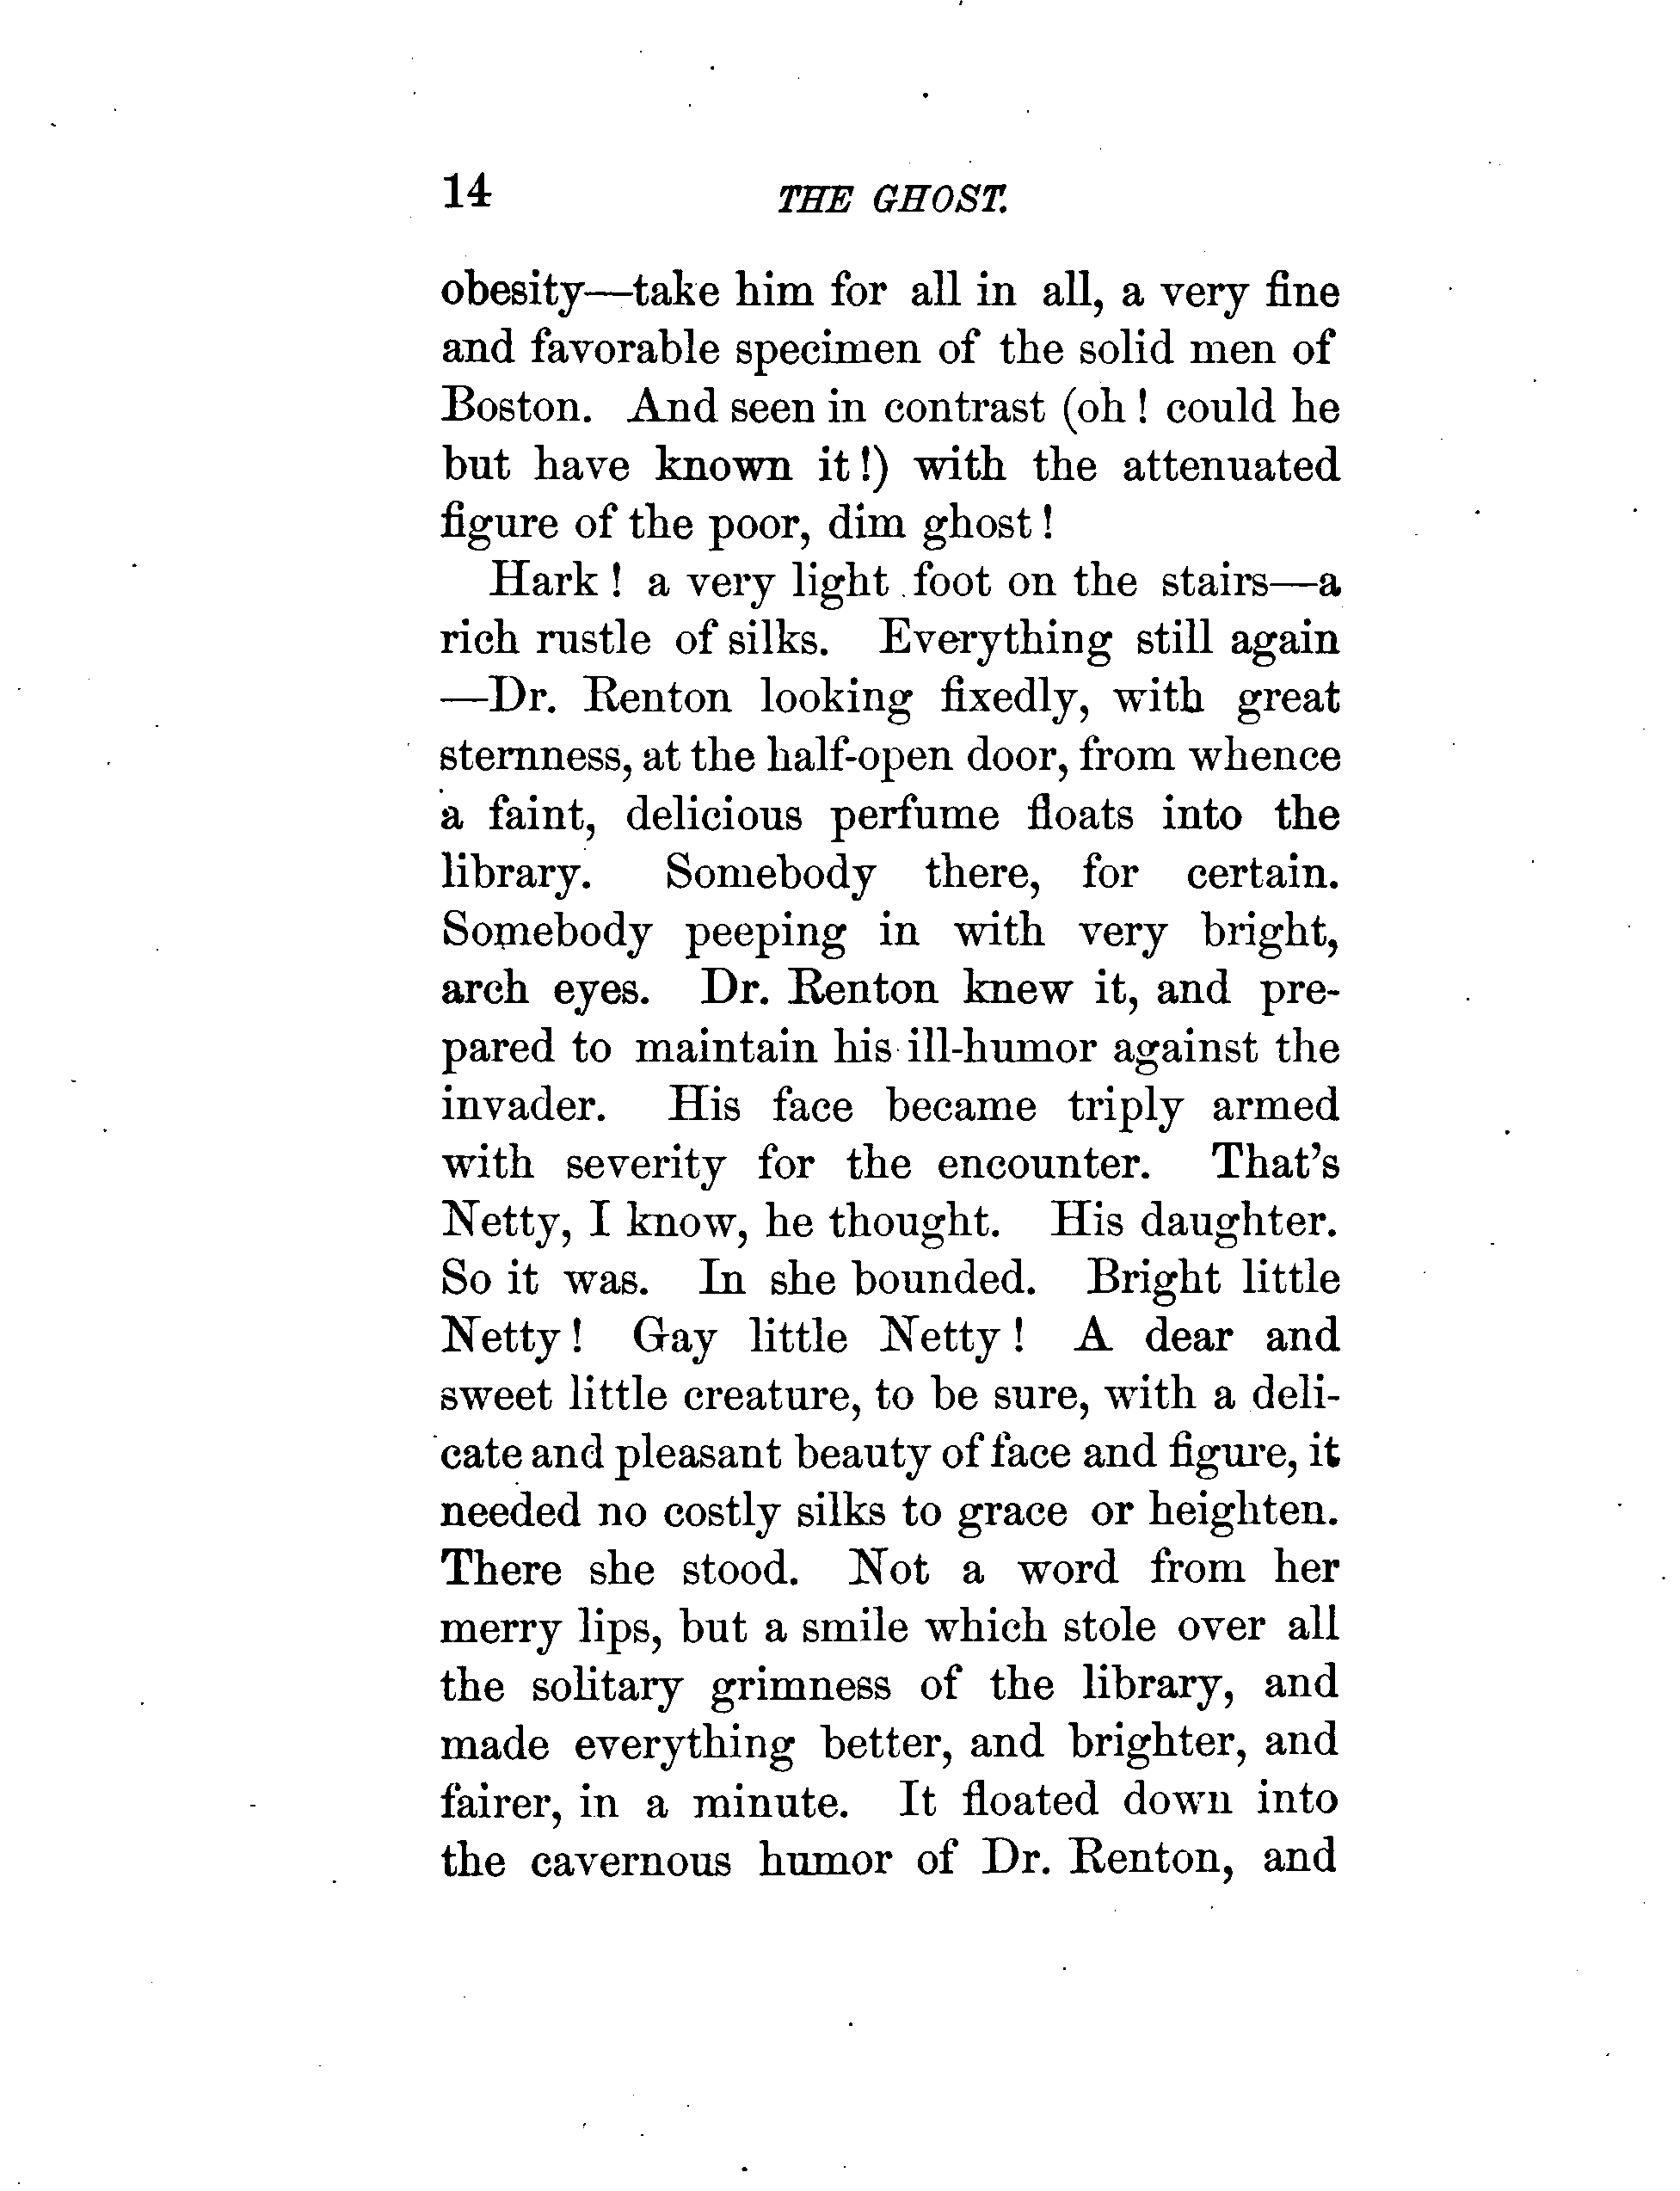 14 THE GHOST.
obesity—take him for all in all, a very fine
and favorable specimen of the solid men of
Boston. And seen in contrast (oh! could he
but have known it!) with the attenuated
figure of the poor, dim ghost!
Hark! a very light foot on the stairs—a
rich rustle of silks. Everything still again
—Dr. Renton looking fixedly, with great
sternness, at the half-open door, from whence
a faint, delicious perfume floats into the
library. Somebody there, for certain.
Somebody peeping in with very bright,
arch eyes. Dr. Renton knew it, and pre-
pared to maintain his ill-humor against the
invader. His face became triply armed
with severity for the encounter. That's
Netty, I know, he thought. His daughter.
So it was. In she bounded. Bright little
Netty! Gay little Netty! A dear and
sweet little creature, to be sure, with a deli-
cate and pleasant beauty of face and figure, it
needed no costly silks to grace or heighten.
There she stood. Not a word from her
merry lips, but a smile which stole over all
the solitary grimness of the library, and
made everything better, and brighter, and
fairer, in a minute. It floated down into
the cavernous humor of Dr. Renton, and